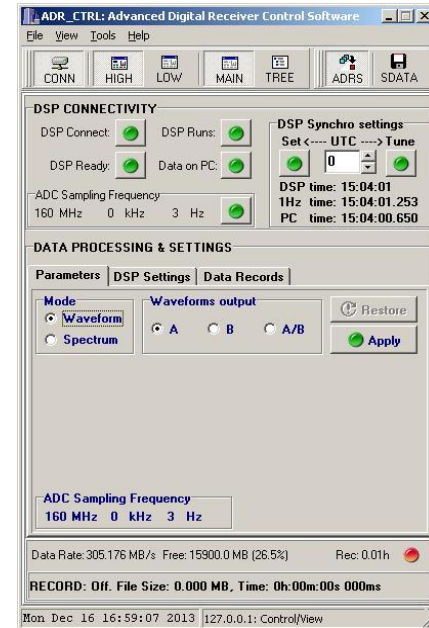 ADR_CTRL: Advanced Digital Receiver Control Software
File View Tools Help
CONN HIGH LOW MAIN TREE ADRS SDATA
DSP CONNECTIVITY
DSP Connect: DSP Runs:
DSP Ready: Data on PC:
ADC Sampling Frequency
160 MHz 0 kHz 3 Hz
DSP Synchro settings
Set <---- UTC ----> Tune
0
DSP time: 15:04:01
1Hz time: 15:04:01.253
PC time: 15:04:00.650
DATA PROCESSING & SETTINGS
Parameters DSP Settings Data Records
Mode
Waveform
Spectrum
Waveforms output
A B A/B
Restore
Apply
ADC Sampling Frequency
160 MHz 0 kHz 3 Hz
Data Rate: 305.176 MB/s Free: 15900.0 MB (26.5%) Rec: 0.01h
RECORD: Off. File Size: 0.000 MB, Time: 0h:00m:00s 000ms
Mon Dec 16 16:59:07 2013 127.0.0.1: Control/View